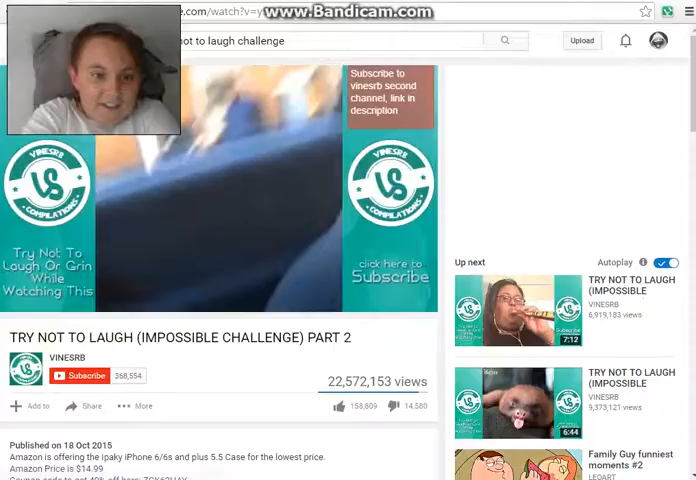 www.Bandicam.com
e.com/watch?v=y
not to laugh challenge
Upload
Subscribe to
vinesrb second
channel, link in
description
VINESRB
VS
COMPILATIONS
Try Not To
Laugh Or Grin
While
Watching This
VINESRB
VS
COMPILATIONS
click here to
Subscribe
TRY NOT TO LAUGH (IMPOSSIBLE CHALLENGE) PART 2
VINESRB
Subscribe 368,554
22,572,153 views
Add to Share More
158,809 14,580
Published on 18 Oct 2015
Amazon is offering the ipaky iPhone 6/6s and plus 5.5 Case for the lowest price.
Amazon Price is $14.99
Up next Autoplay
TRY NOT TO LAUGH
(IMPOSSIBLE
VINESRB
6,919,183 views
7:12
TRY NOT TO LAUGH
(IMPOSSIBLE
VINESRB
9,373,121 views
6:44
Family Guy funniest
moments #2
LEOART